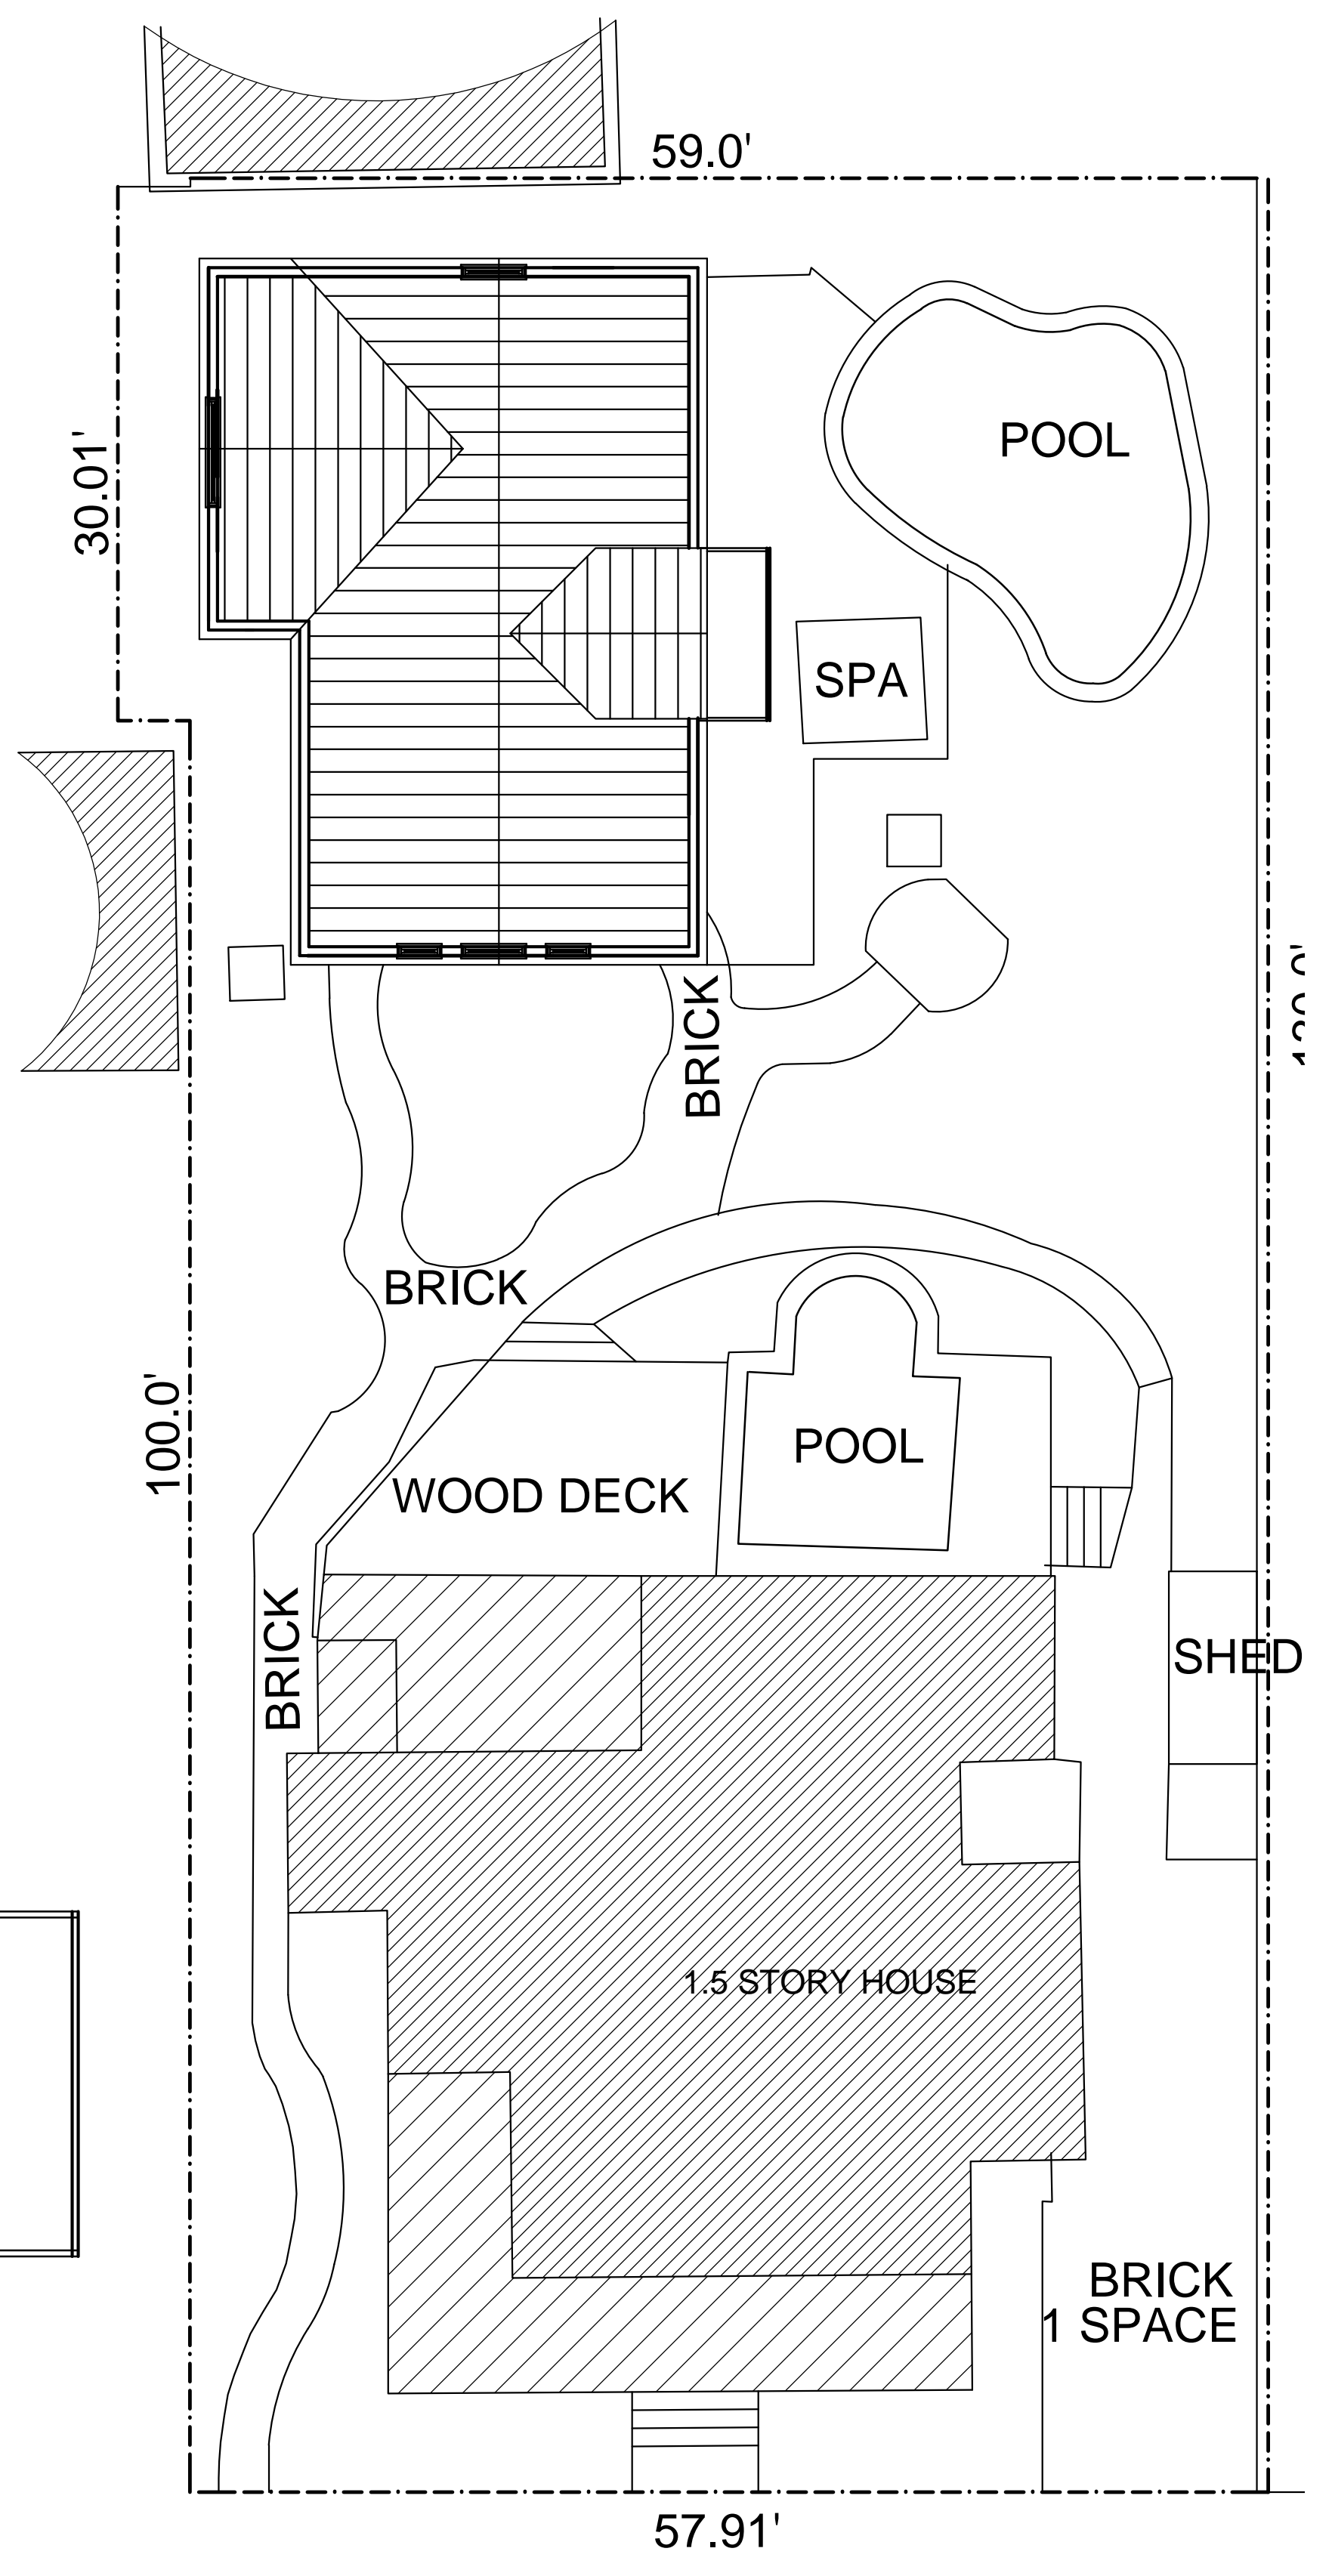 59.0'
30.01'
POOL
SPA
BRICK
BRICK
100.0'
POOL
WOOD DECK
BRICK
SHED
1.5 STORY HOUSE
BRICK
1 SPACE
57.91'